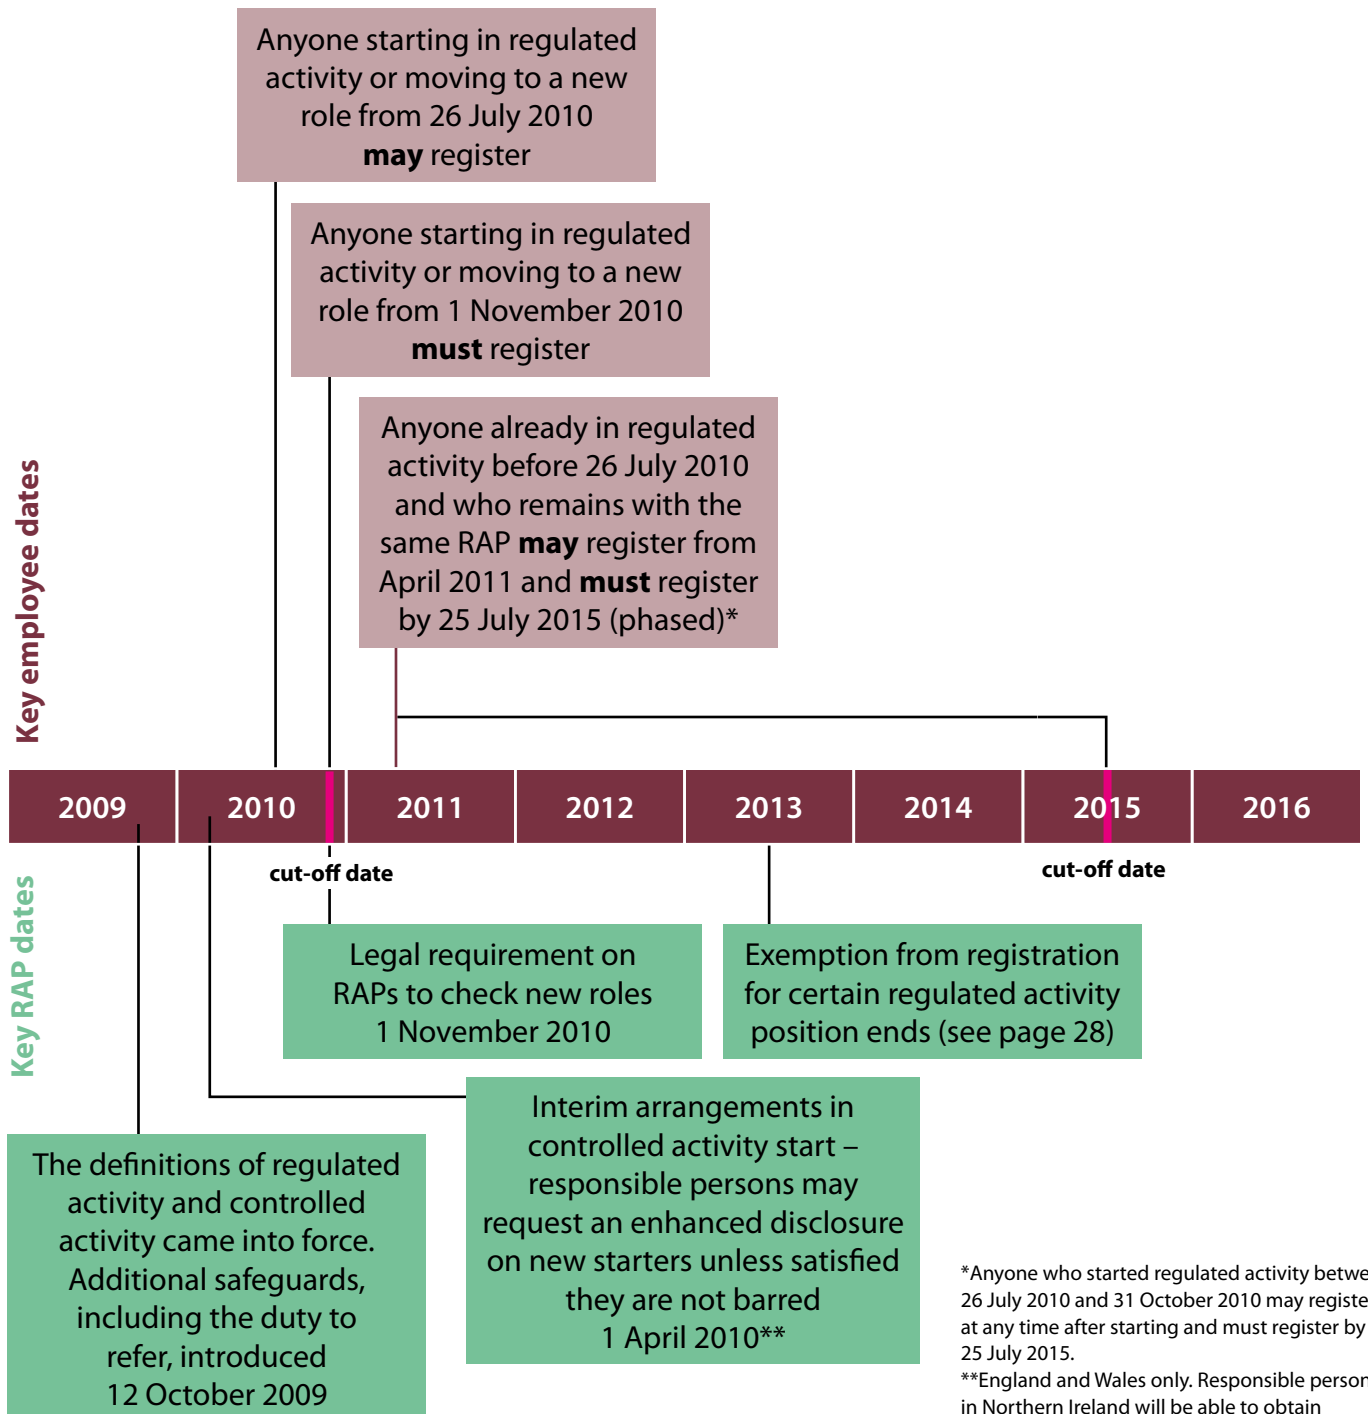 Anyone starting in regulated
activity or moving to a new
role from 26 July 2010
may register
Anyone starting in regulated
activity or moving to a new
role from 1 November 2010
must register
Anyone already in regulated
activity before 26 July 2010
and who remains with the
same RAP may register from
April 2011 and must register
by 25 July 2015 (phased)*
Key employee dates
2009 2010 2011 2012 2013 2014 2015 2016
cut-off date
cut-off date
Key RAP dates
Legal requirement on
RAPs to check new roles
1 November 2010
Exemption from registration
for certain regulated activity
position ends (see page 28)
Interim arrangements in
controlled activity start –
responsible persons may
request an enhanced disclosure
on new starters unless satisfied
they are not barred
1 April 2010**
The definitions of regulated
activity and controlled
activity came into force.
Additional safeguards,
including the duty to
refer, introduced
12 October 2009
*Anyone who started regulated activity
26 July 2010 and 31 October 2010 may
at any time after starting and must register by
25 July 2015.
**England and Wales only. Responsible
in Northern Ireland will be able to obtain